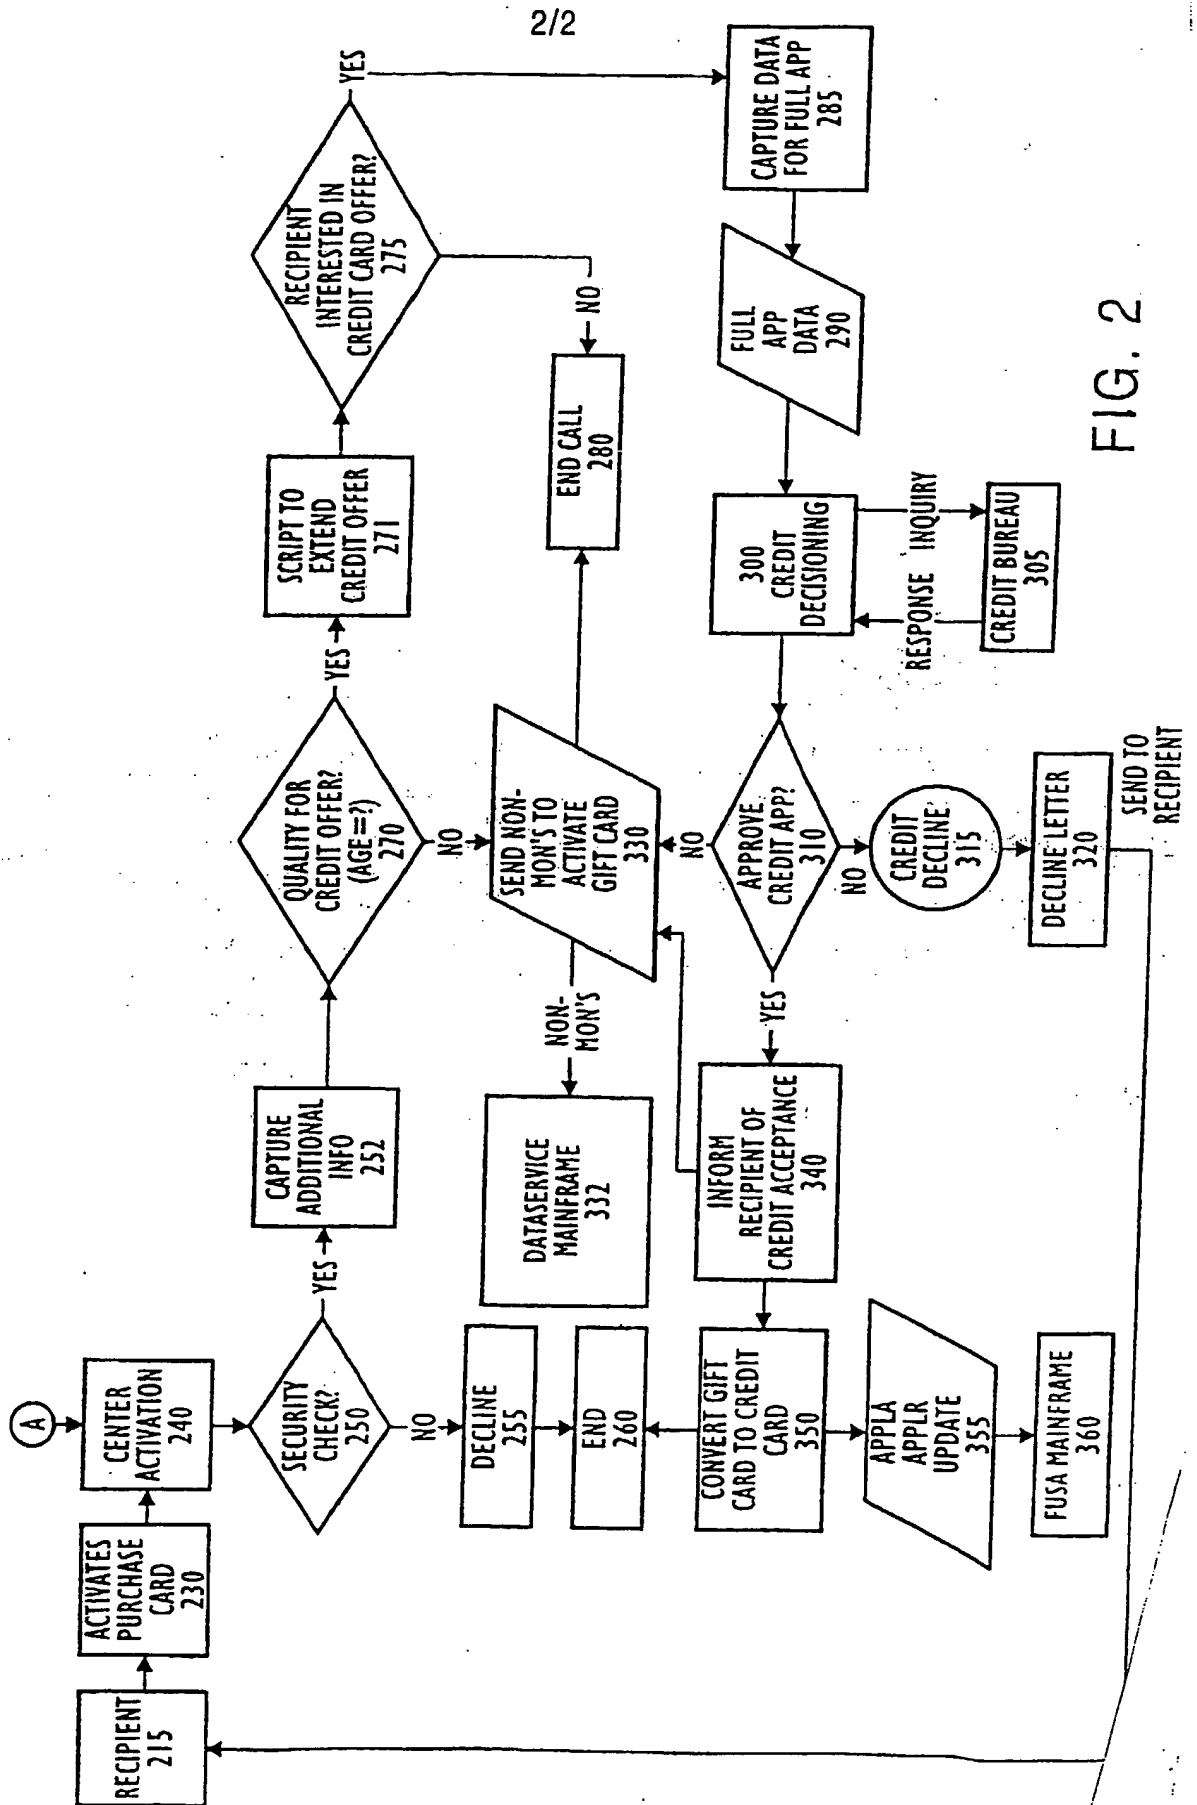 2/2
A
RECIPIENT
215
ACTIVATES
PURCHASE
CARD
230
CENTER
ACTIVATION
240
SECURITY
CHECK?
250
YES
NO
CAPTURE
ADDITIONAL
INFO
252
QUALITY FOR
CREDIT OFFER?
(AGE==?)
270
YES
NO
SCRIPT TO
EXTEND
CREDIT OFFER
271
RECIPIENT
INTERESTED IN
CREDIT CARD OFFER?
275
YES
NO
DECLINE
255
END
260
DATASERVICE
MAINFRAME
332
NON-
MON'S
SEND NON-
MON'S TO
ACTIVATE
GIFT CARD
330
END CALL
280
CONVERT GIFT
CARD TO CREDIT
CARD
350
INFORM
RECIPIENT OF
CREDIT ACCEPTANCE
340
YES
APPROVE
CREDIT APP?
310
NO
NO
300
CREDIT
DECISIONING
FULL
APP
DATA
290
CAPTURE DATA
FOR FULL APP
285
APPLA
APPLR
UPDATE
355
CREDIT
DECLINE
315
RESPONSE
INQUIRY
FUSA MAINFRAME
360
DECLINE LETTER
320
CREDIT BUREAU
305
SEND TO
RECIPIENT
FIG. 2